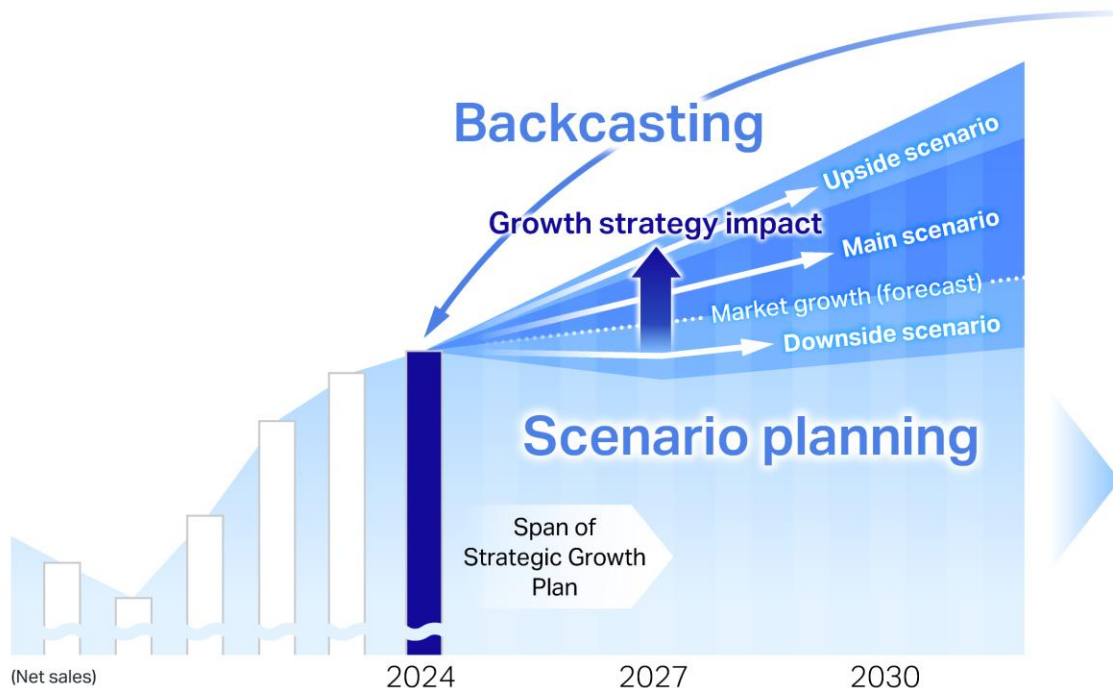 Backcasting
Upside scenario
Growth strategy impact
Main scenario
Market growth (forecast)
Downside scenario
Scenario planning
Span of
Strategic Growth
Plan
(Net sales)
2024
2027
2030